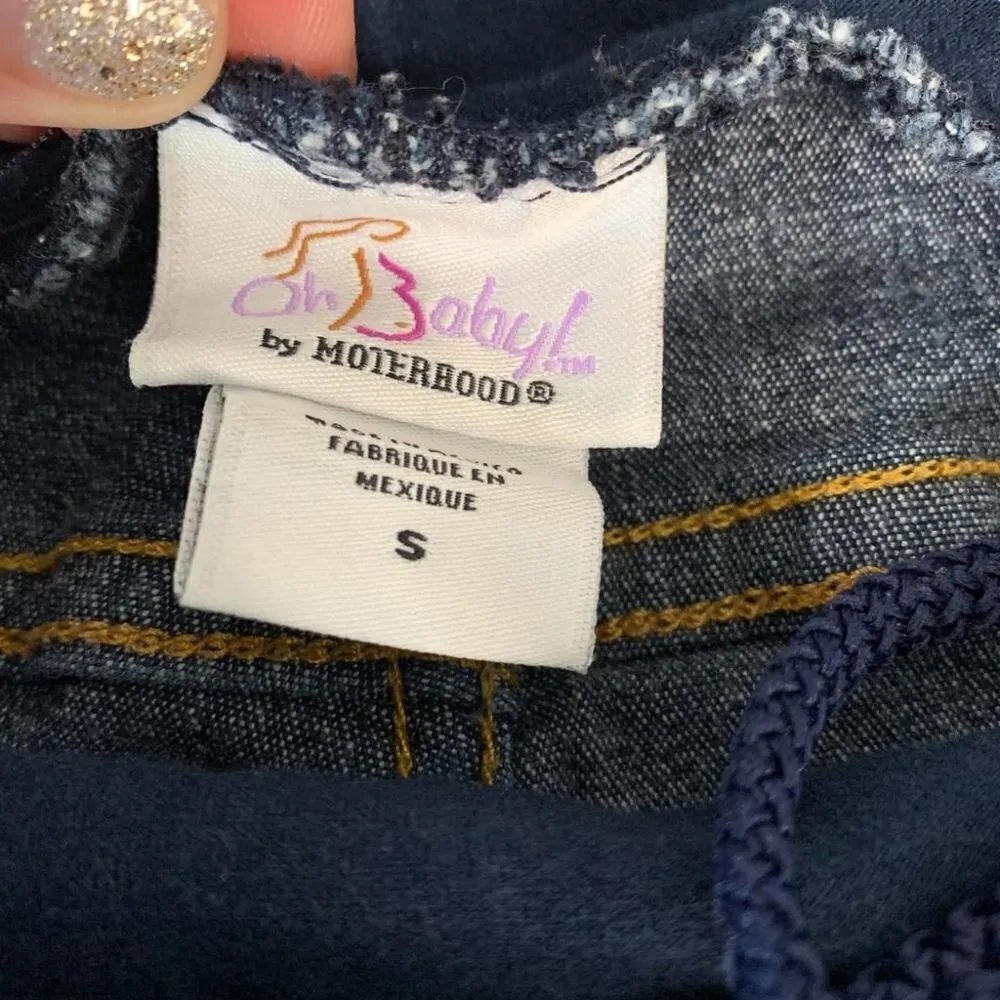 Oh Baby!™
by MOTERHOOD®
FABRIQUE EN
MEXIQUE
S